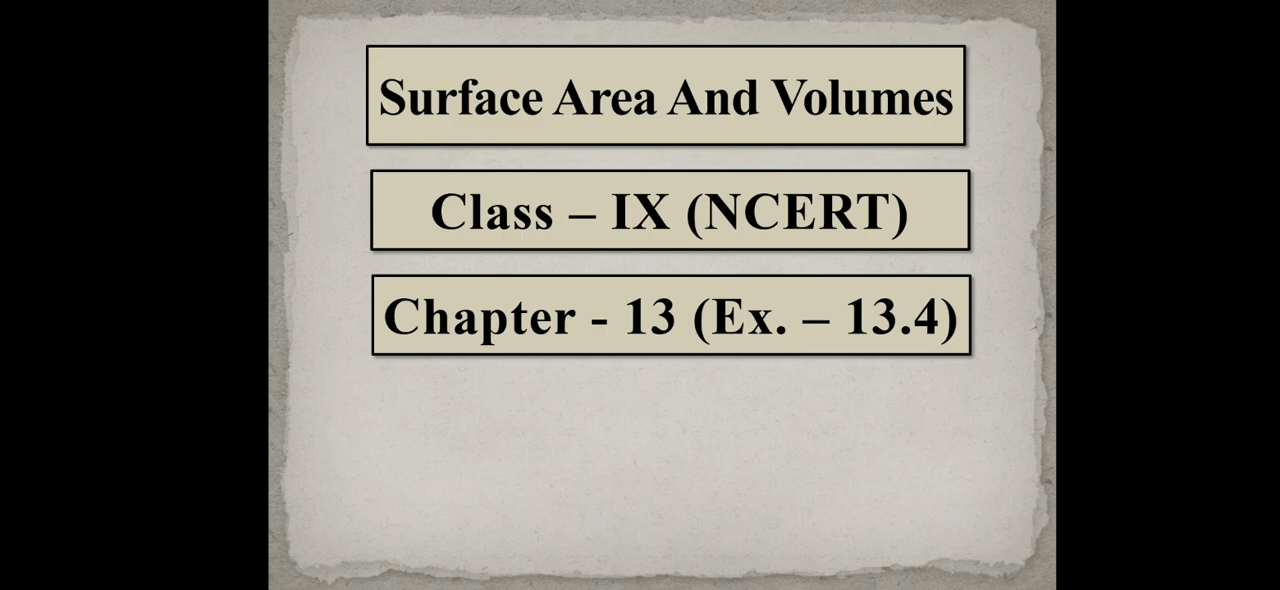 Surface Area And Volumes
Class – IX (NCERT)
Chapter - 13 (Ex. – 13.4)